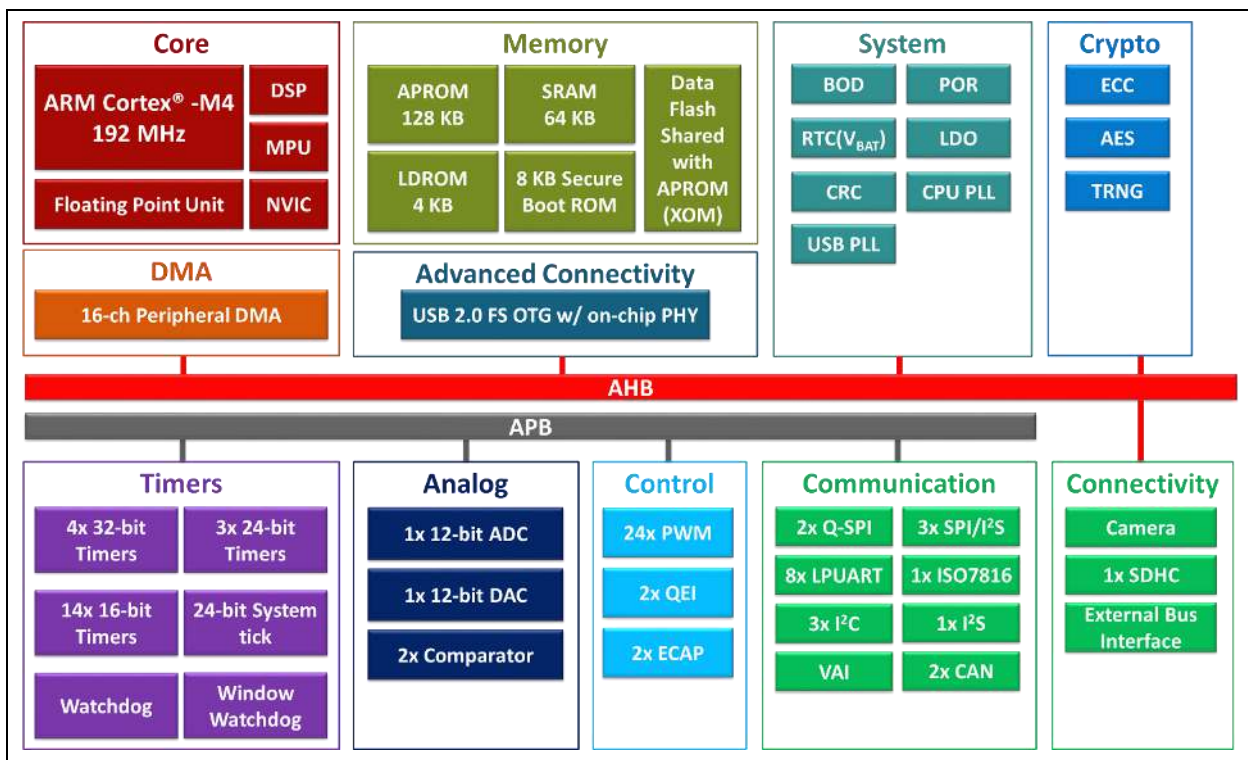 Core
ARM Cortex® -M4
192 MHz
DSP
MPU
Floating Point Unit
NVIC
Memory
APROM
128 KB
SRAM
64 KB
Data
Flash
Shared
with
APROM
(XOM)
LDROM
4 KB
8 KB Secure
Boot ROM
System
BOD
POR
RTC(VBAT)
LDO
CRC
CPU PLL
USB PLL
Crypto
ECC
AES
TRNG
DMA
16-ch Peripheral DMA
Advanced Connectivity
USB 2.0 FS OTG w/ on-chip PHY
AHB
APB
Timers
4x 32-bit
Timers
3x 24-bit
Timers
14x 16-bit
Timers
24-bit System
tick
Watchdog
Window
Watchdog
Analog
1x 12-bit ADC
1x 12-bit DAC
2x Comparator
Control
24x PWM
2x QEI
2x ECAP
Communication
2x Q-SPI
3x SPI/I²S
8x LPUART
1x ISO7816
3x I²C
1x I²S
VAI
2x CAN
Connectivity
Camera
1x SDHC
External Bus
Interface